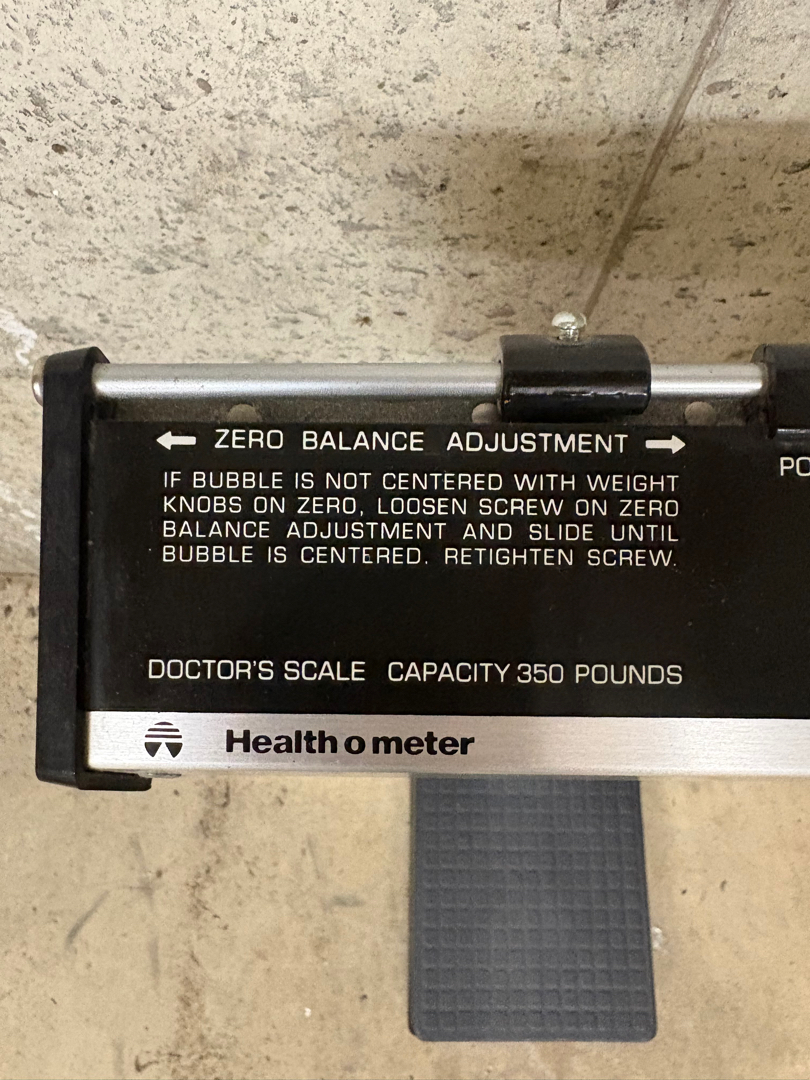 ← ZERO BALANCE ADJUSTMENT →
IF BUBBLE IS NOT CENTERED WITH WEIGHT
KNOBS ON ZERO, LOOSEN SCREW ON ZERO
BALANCE ADJUSTMENT AND SLIDE UNTIL
BUBBLE IS CENTERED. RETIGHTEN SCREW.
DOCTOR'S SCALE CAPACITY 350 POUNDS
Health o meter